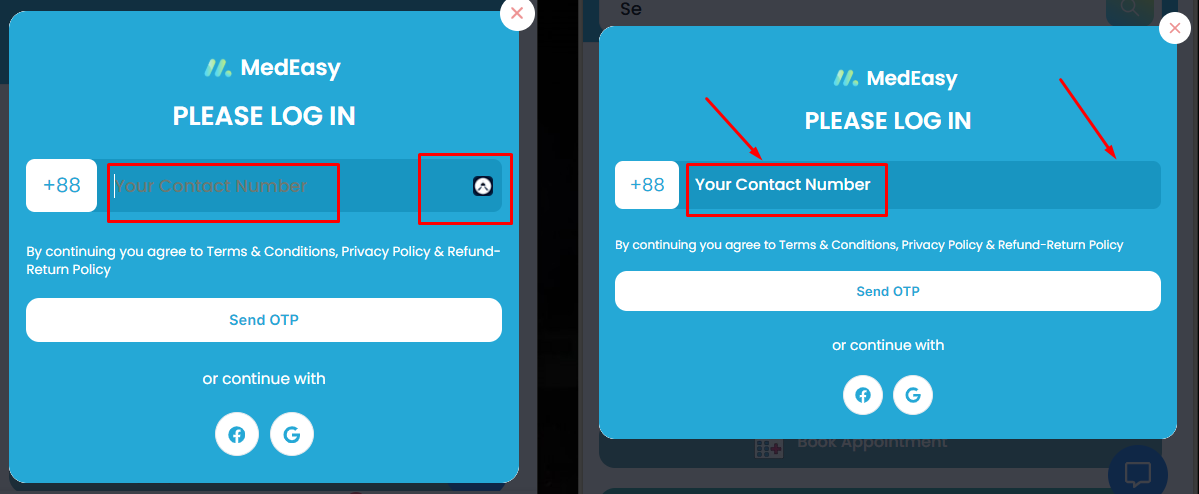 MedEasy
PLEASE LOG IN
+88
Your Contact Number
By continuing you agree to Terms & Conditions, Privacy Policy & Refund-
Return Policy
Send OTP
or continue with
Se
MedEasy
PLEASE LOG IN
+88
Your Contact Number
By continuing you agree to Terms & Conditions, Privacy Policy & Refund-Return Policy
Send OTP
or continue with
Book Appointment